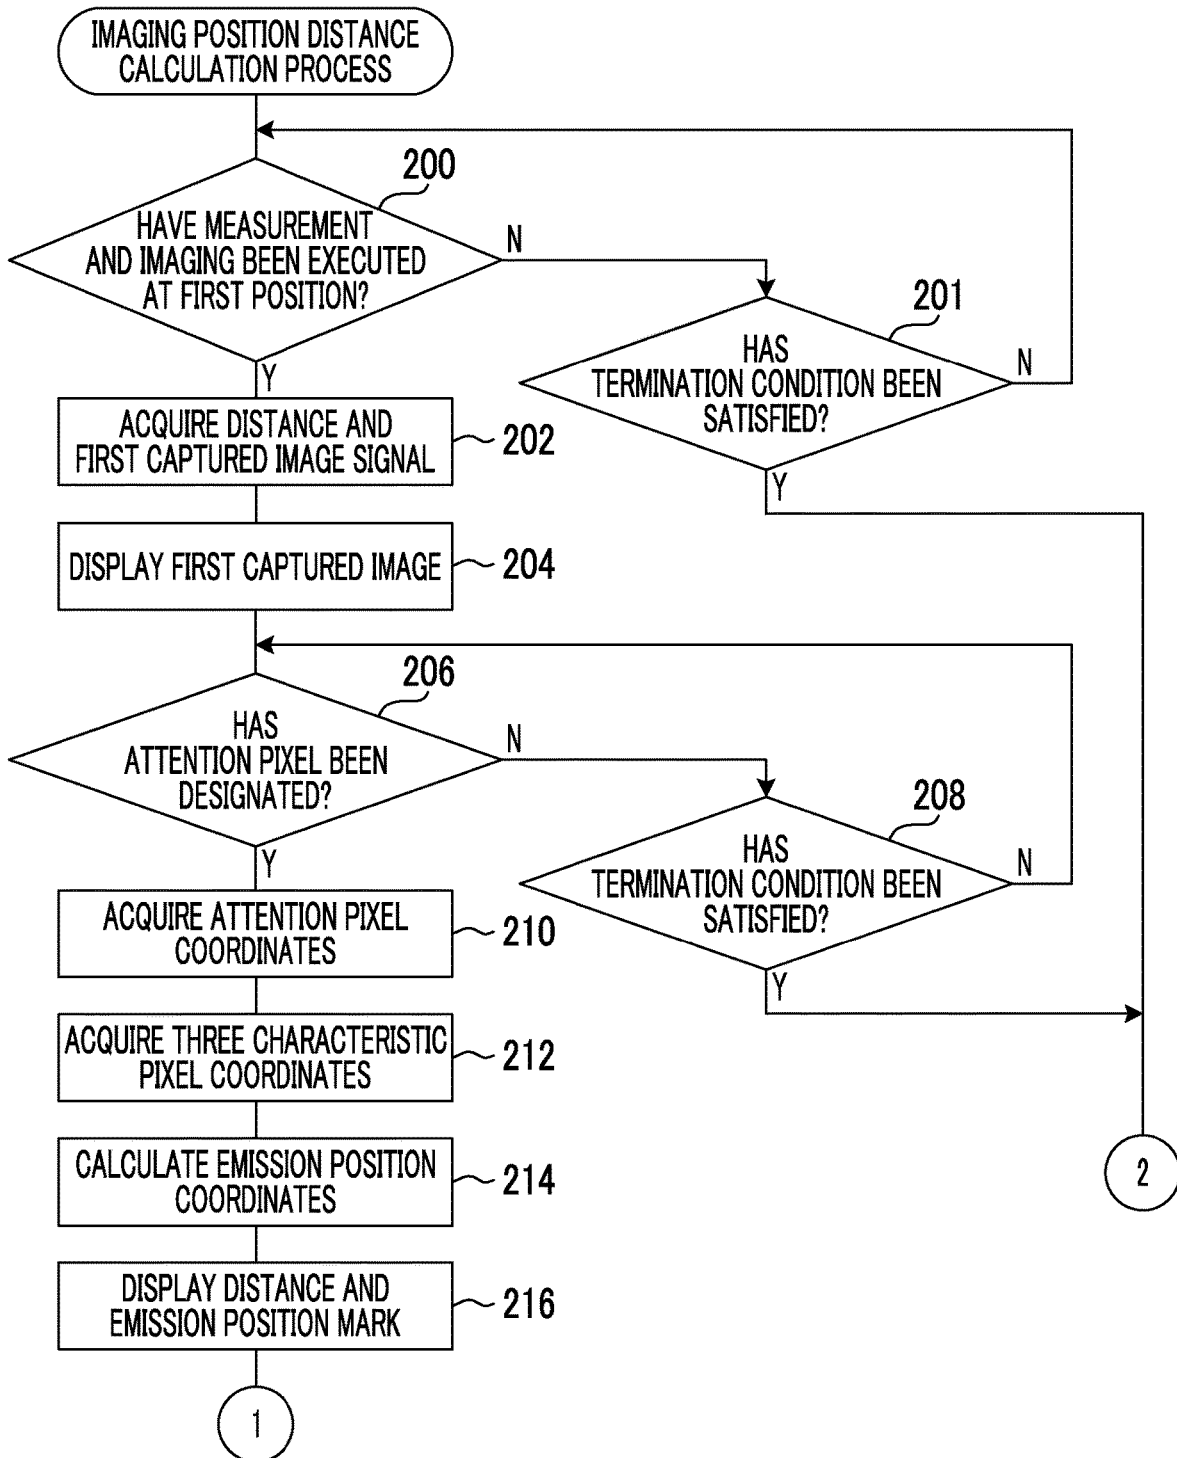 IMAGING POSITION DISTANCE
CALCULATION PROCESS
200
HAVE MEASUREMENT
AND IMAGING BEEN EXECUTED
AT FIRST POSITION?
N
Y
201
HAS
TERMINATION CONDITION BEEN
SATISFIED?
N
Y
ACQUIRE DISTANCE AND
FIRST CAPTURED IMAGE SIGNAL
202
DISPLAY FIRST CAPTURED IMAGE
204
206
HAS
ATTENTION PIXEL BEEN
DESIGNATED?
N
Y
208
HAS
TERMINATION CONDITION BEEN
SATISFIED?
N
Y
ACQUIRE ATTENTION PIXEL
COORDINATES
210
ACQUIRE THREE CHARACTERISTIC
PIXEL COORDINATES
212
CALCULATE EMISSION POSITION
COORDINATES
214
2
DISPLAY DISTANCE AND
EMISSION POSITION MARK
216
1